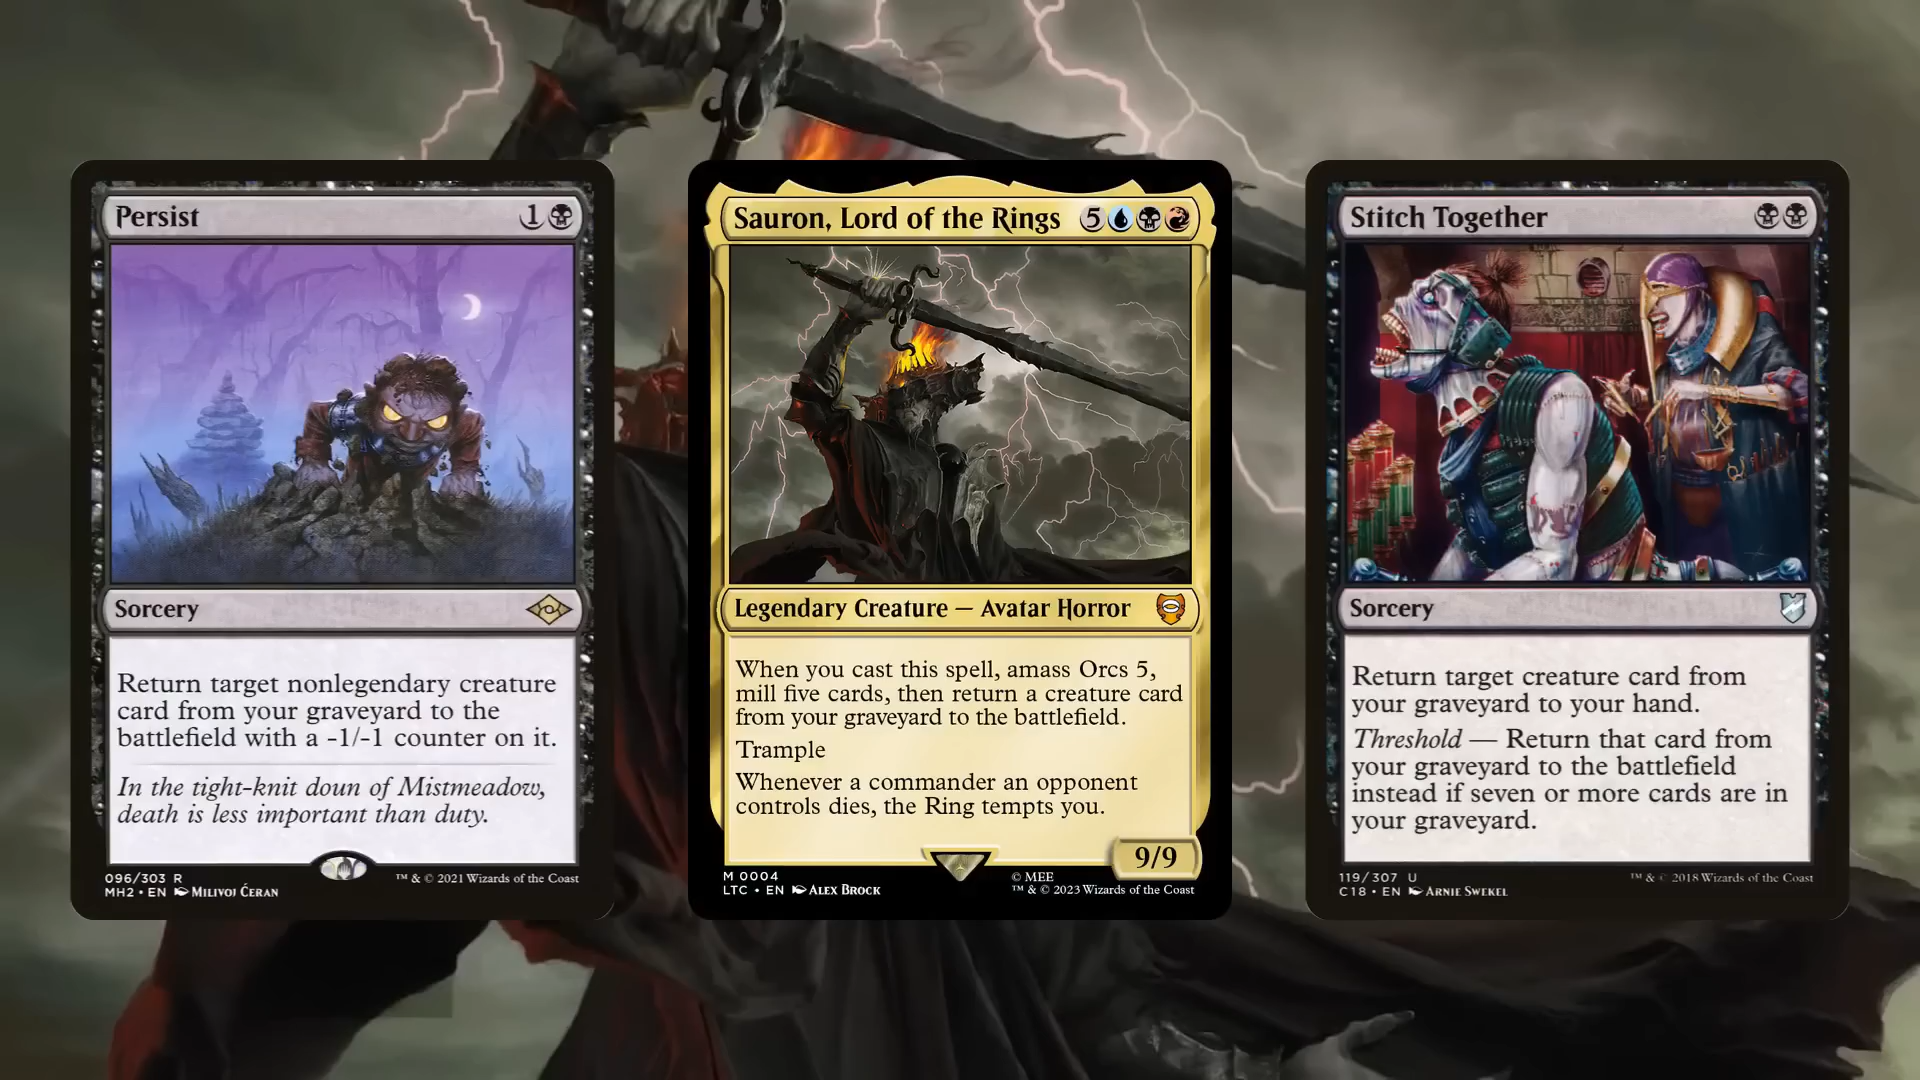 Persist 1
Sorcery
Return target nonlegendary creature
card from your graveyard to the
battlefield with a -1/-1 counter on it.
In the tight-knit doun of Mistmeadow,
death is less important than duty.
096/303 R
MH2 • EN Milivoj Ćeran
™ & © 2021 Wizards of the Coast
Sauron, Lord of the Rings 5
Legendary Creature — Avatar Horror
When you cast this spell, amass Orcs 5,
mill five cards, then return a creature card
from your graveyard to the battlefield.
Trample
Whenever a commander an opponent
controls dies, the Ring tempts you.
9/9
M 0004
LTC • EN Alex Brock
© MEE
™ & © 2023 Wizards of the Coast
Stitch Together
Sorcery
Return target creature card from
your graveyard to your hand.
Threshold — Return that card from
your graveyard to the battlefield
instead if seven or more cards are in
your graveyard.
119/307 U
C18 • EN Arnie Swekel
™ & © 2018 Wizards of the Coast